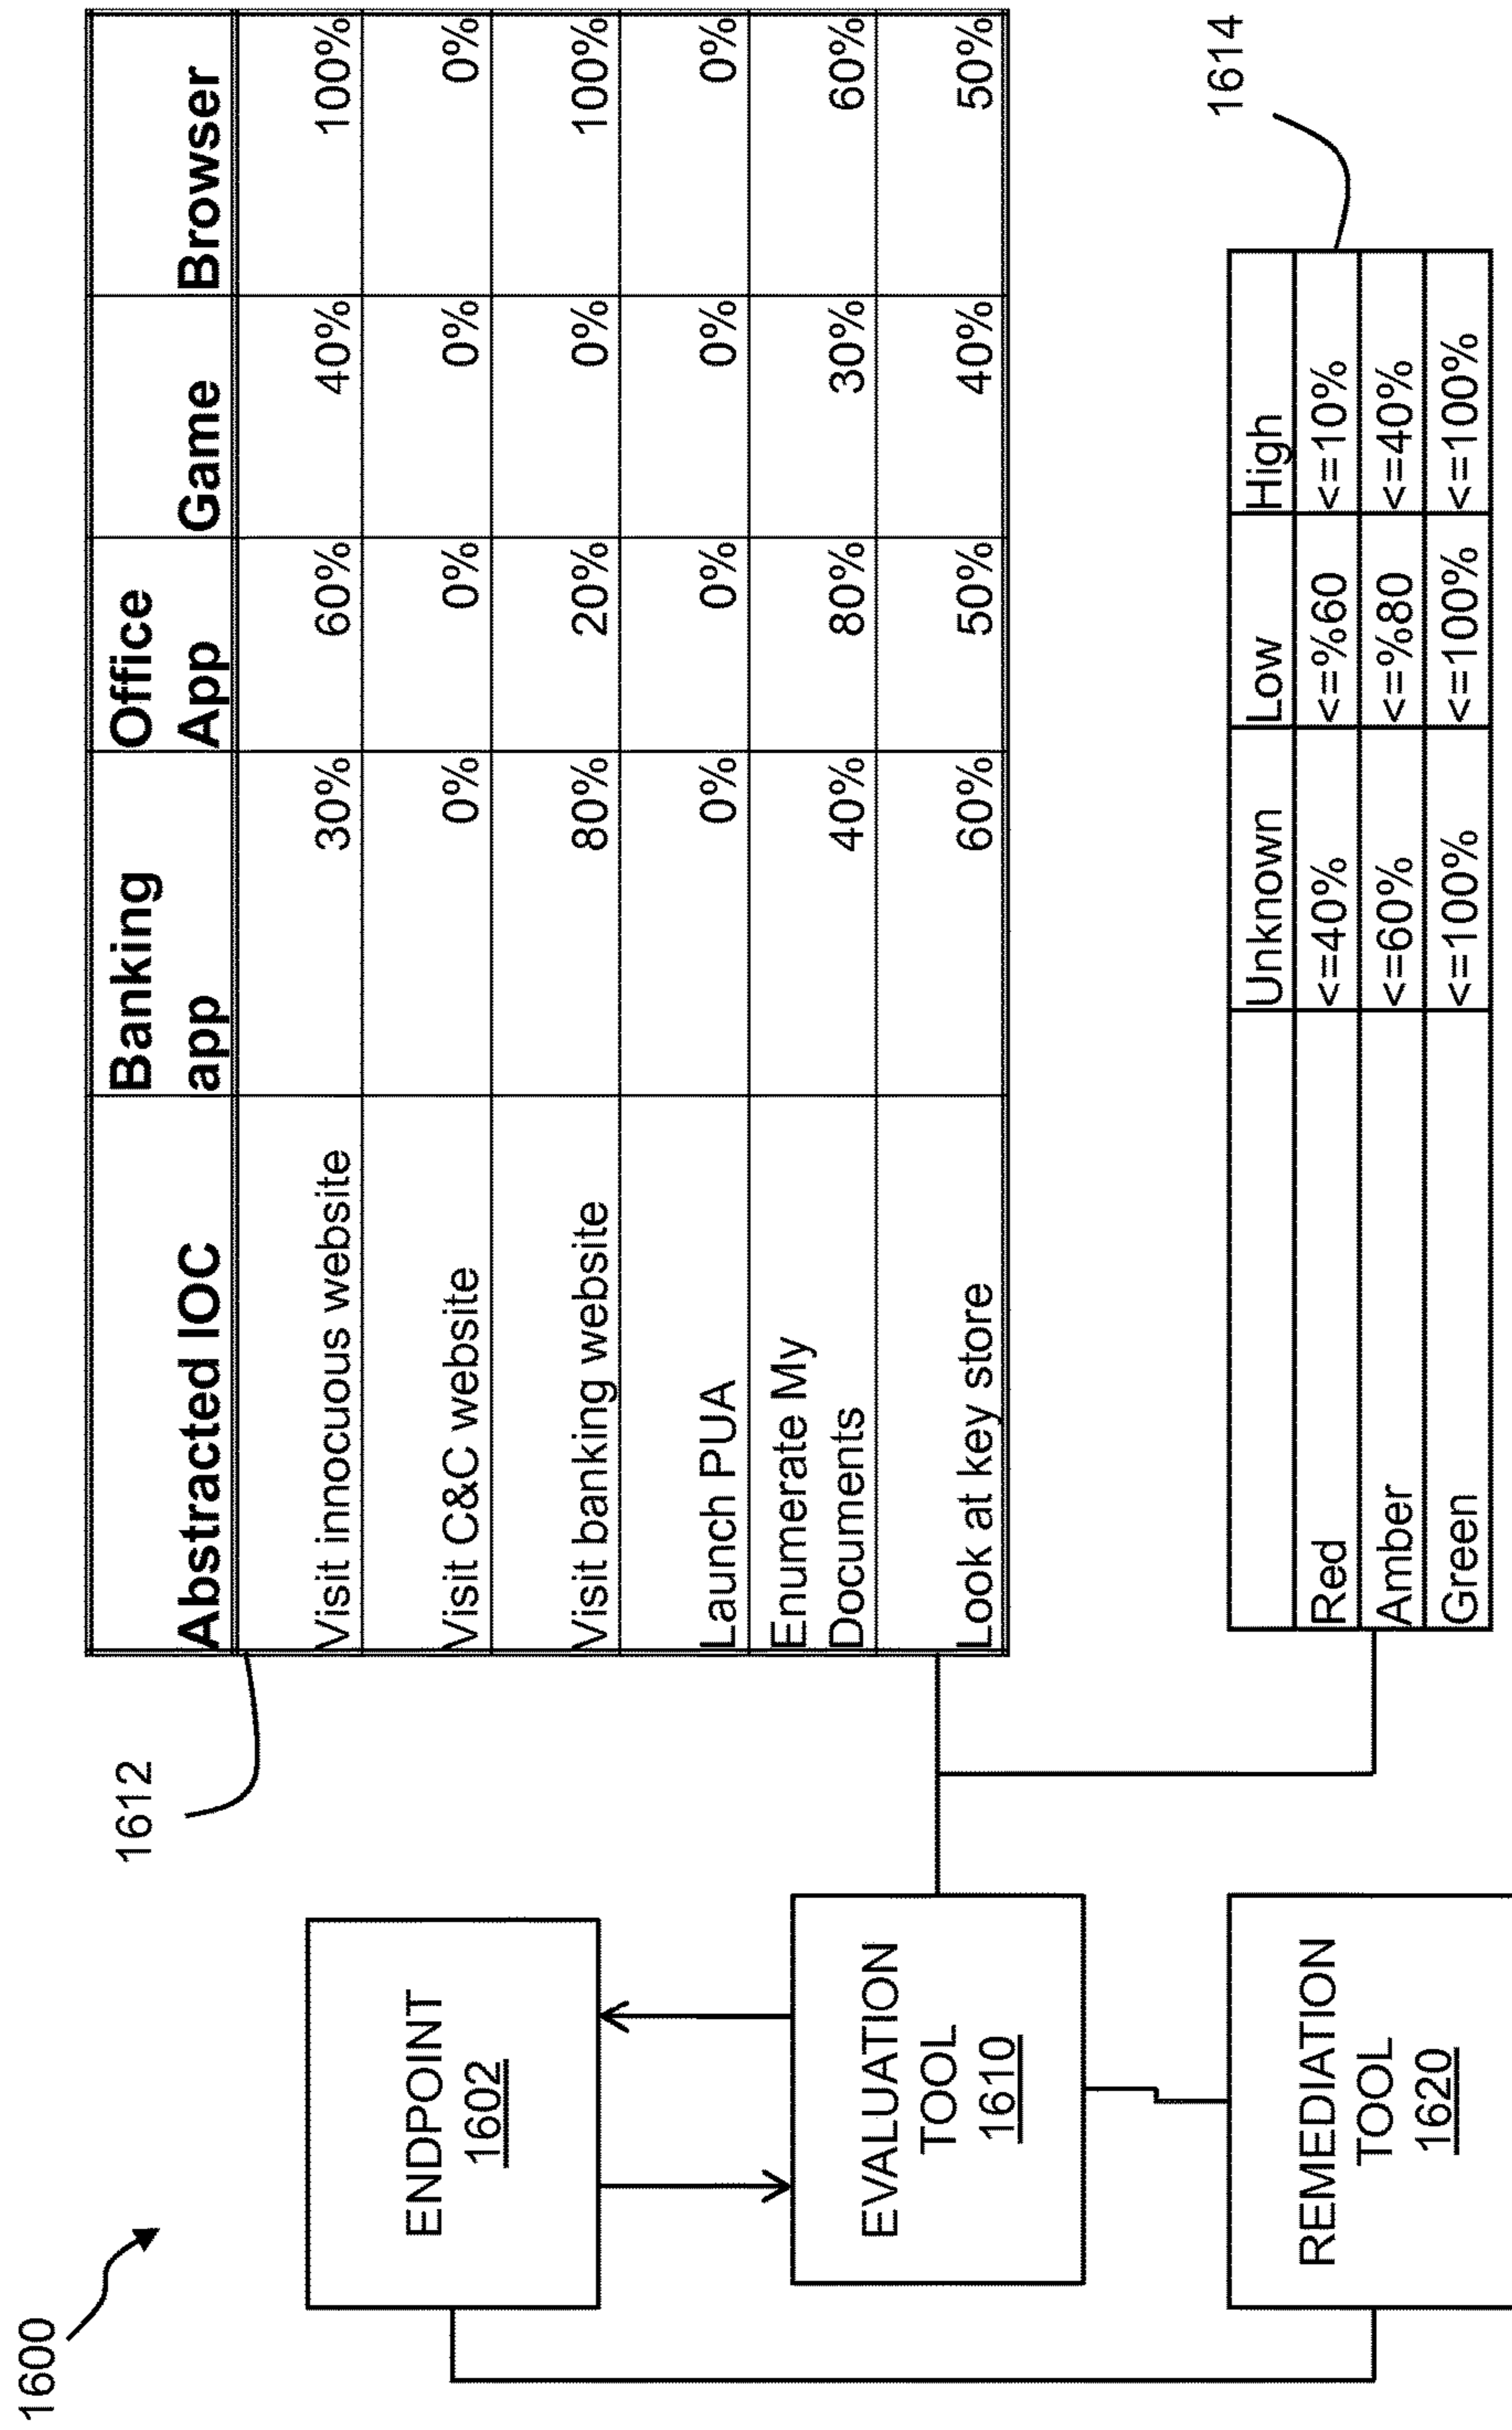 1600
ENDPOINT
1602
EVALUATION
TOOL
1610
REMEDIATION
TOOL
1620
1612
Abstracted IOC Banking app Office App Game Browser
Visit innocuous website 30% 60% 40% 100%
Visit C&C website 0% 0% 0% 0%
Visit banking website 80% 20% 0% 100%
Launch PUA 0% 0% 0% 0%
Enumerate My
Documents 40% 80% 30% 60%
Look at key store 60% 50% 40% 50%
1614
Unknown Low High
Red <=40% <=%60 <=10%
Amber <=60% <=%80 <=40%
Green <=100% <=100% <=100%